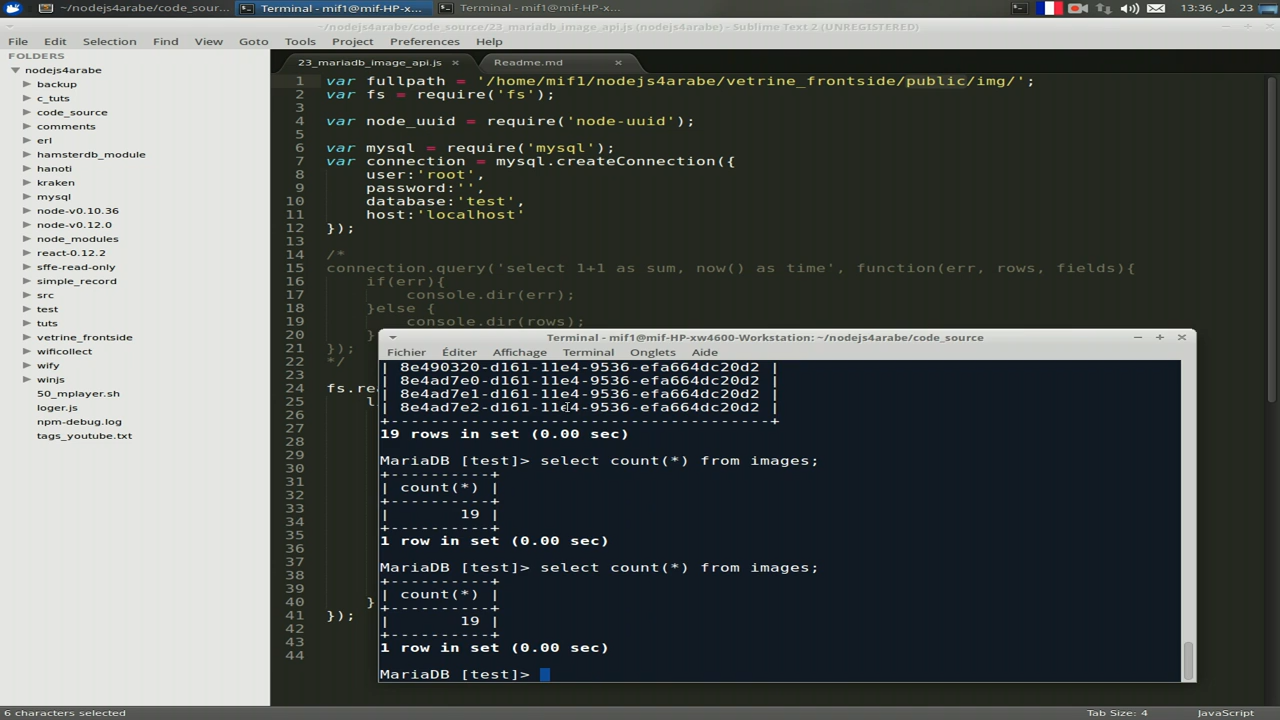 ~/nodejs4arabe/code_sour...
Terminal - mif1@mif-HP-xw4...
Terminal - mif1@mif-HP-xw4...
23 مار, 13:36
~/nodejs4arabe/code_source/23_mariadb_image_api.js (nodejs4arabe) - Sublime Text 2 (UNREGISTERED)
File Edit Selection Find View Goto Tools Project Preferences Help
FOLDERS
nodejs4arabe
backup
c_tuts
code_source
comments
erl
hamsterdb_module
hanoti
kraken
mysql
node-v0.10.36
node-v0.12.0
node_modules
react-0.12.2
sffe-read-only
simple_record
src
test
tuts
vetrine_frontside
wificollect
wify
winjs
50_mplayer.sh
loger.js
npm-debug.log
tags_youtube.txt
23_mariadb_image_api.js ×
Readme.md ×
1 var fullpath = '/home/mif1/nodejs4arabe/vetrine_frontside/public/img/';
2 var fs = require('fs');
3
4 var node_uuid = require('node-uuid');
5
6 var mysql = require('mysql');
7 var connection = mysql.createConnection({
8 user:'root',
9 password:'',
10 database:'test',
11 host:'localhost'
12 });
13
14 /*
15 connection.query('select 1+1 as sum, now() as time', function(err, rows, fields){
16 if(err){
17 console.dir(err);
18 }else {
19 console.dir(rows);
20 }
21 });
22 */
23
24 fs.re
25 l
26
27
28
29
30
31
32
33
34
35
36
37
38
39
40 }
41 });
42
43
44
Terminal - mif1@mif-HP-xw4600-Workstation: ~/nodejs4arabe/code_source
Fichier Éditer Affichage Terminal Onglets Aide
| 8e490320-d161-11e4-9536-efa664dc20d2 |
| 8e4ad7e0-d161-11e4-9536-efa664dc20d2 |
| 8e4ad7e1-d161-11e4-9536-efa664dc20d2 |
| 8e4ad7e2-d161-11e4-9536-efa664dc20d2 |
+--------------------------------------+
19 rows in set (0.00 sec)
MariaDB [test]> select count(*) from images;
+----------+
| count(*) |
+----------+
| 19 |
+----------+
1 row in set (0.00 sec)
MariaDB [test]> select count(*) from images;
+----------+
| count(*) |
+----------+
| 19 |
+----------+
1 row in set (0.00 sec)
MariaDB [test]>
6 characters selected
Tab Size: 4
JavaScript